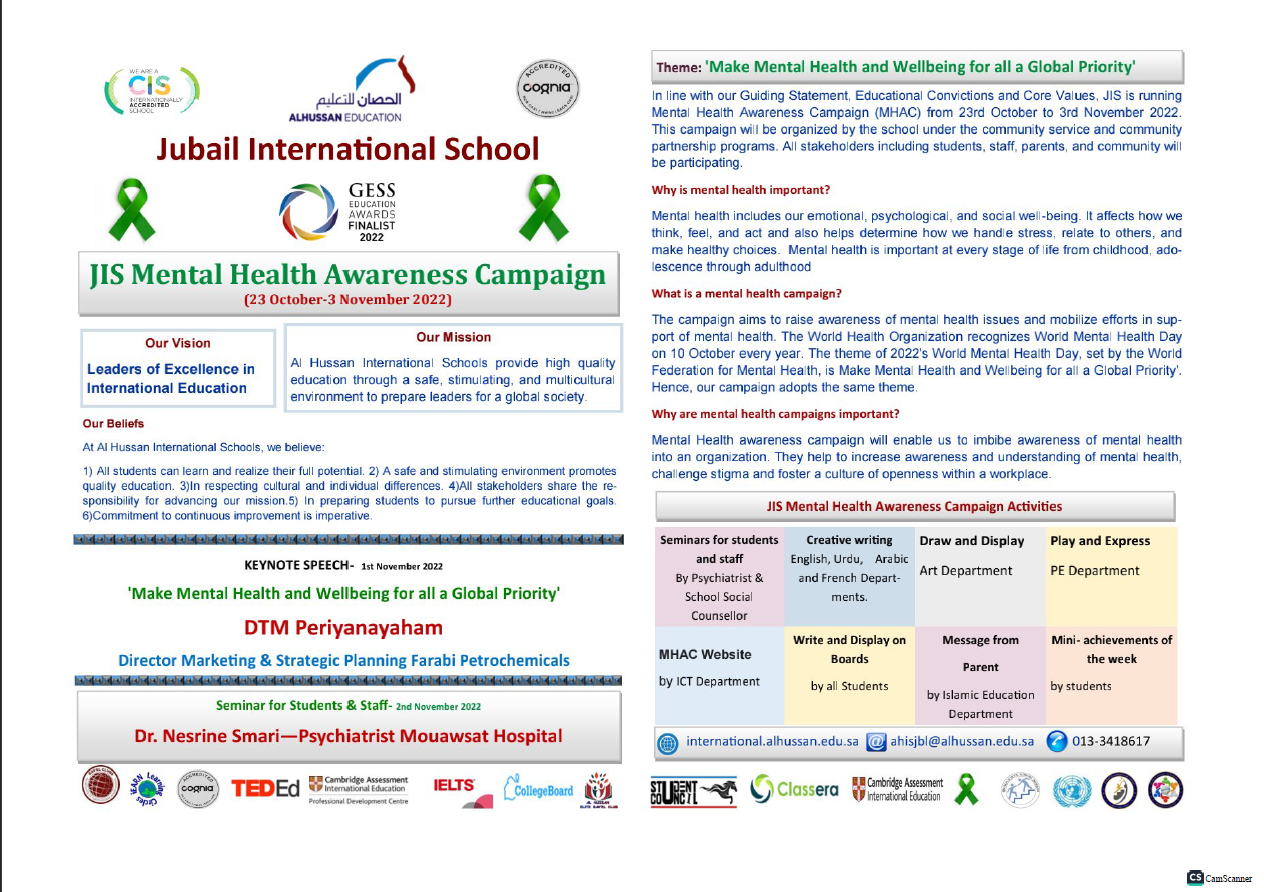 WE ARE A
CIS
INTERNATIONALLY
ACCREDITED
SCHOOL
الحصان للتعليم
ALHUSSAN EDUCATION
ACCREDITED
cognia
Jubail International School
GESS
EDUCATION
AWARDS
FINALIST
2022
JIS Mental Health Awareness Campaign
(23 October-3 November 2022)
Our Vision
Leaders of Excellence in
International Education
Our Mission
Al Hussan International Schools provide high quality
education through a safe, stimulating, and multicultural
environment to prepare leaders for a global society.
Our Beliefs
At Al Hussan International Schools, we believe:
1) All students can learn and realize their full potential. 2) A safe and stimulating environment promotes
quality education. 3)In respecting cultural and individual differences. 4)All stakeholders share the re-
sponsibility for advancing our mission.5) In preparing students to pursue further educational goals.
6)Commitment to continuous improvement is imperative.
KEYNOTE SPEECH- 1st November 2022
'Make Mental Health and Wellbeing for all a Global Priority'
DTM Periyanayaham
Director Marketing & Strategic Planning Farabi Petrochemicals
Seminar for Students & Staff- 2nd November 2022
Dr. Nesrine Smari—Psychiatrist Mouawsat Hospital
iEARN Learning Circles
cognia
TEDEd
Cambridge Assessment
International Education
Professional Development Centre
IELTS
CollegeBoard
Theme: 'Make Mental Health and Wellbeing for all a Global Priority'
In line with our Guiding Statement, Educational Convictions and Core Values, JIS is running
Mental Health Awareness Campaign (MHAC) from 23rd October to 3rd November 2022.
This campaign will be organized by the school under the community service and community
partnership programs. All stakeholders including students, staff, parents, and community will
be participating.
Why is mental health important?
Mental health includes our emotional, psychological, and social well-being. It affects how we
think, feel, and act and also helps determine how we handle stress, relate to others, and
make healthy choices. Mental health is important at every stage of life from childhood, ado-
lescence through adulthood
What is a mental health campaign?
The campaign aims to raise awareness of mental health issues and mobilize efforts in sup-
port of mental health. The World Health Organization recognizes World Mental Health Day
on 10 October every year. The theme of 2022's World Mental Health Day, set by the World
Federation for Mental Health, is Make Mental Health and Wellbeing for all a Global Priority'.
Hence, our campaign adopts the same theme.
Why are mental health campaigns important?
Mental Health awareness campaign will enable us to imbibe awareness of mental health
into an organization. They help to increase awareness and understanding of mental health,
challenge stigma and foster a culture of openness within a workplace.
JIS Mental Health Awareness Campaign Activities
Seminars for students
and staff
By Psychiatrist &
School Social
Counsellor
Creative writing
English, Urdu, Arabic
and French Depart-
ments.
Draw and Display
Art Department
Play and Express
PE Department
MHAC Website
by ICT Department
Write and Display on
Boards
by all Students
Message from
Parent
by Islamic Education
Department
Mini- achievements of
the week
by students
international.alhussan.edu.sa
ahisjbl@alhussan.edu.sa
013-3418617
STUDENT
COUNCIL
Classera
Cambridge Assessment
International Education
CS CamScanner